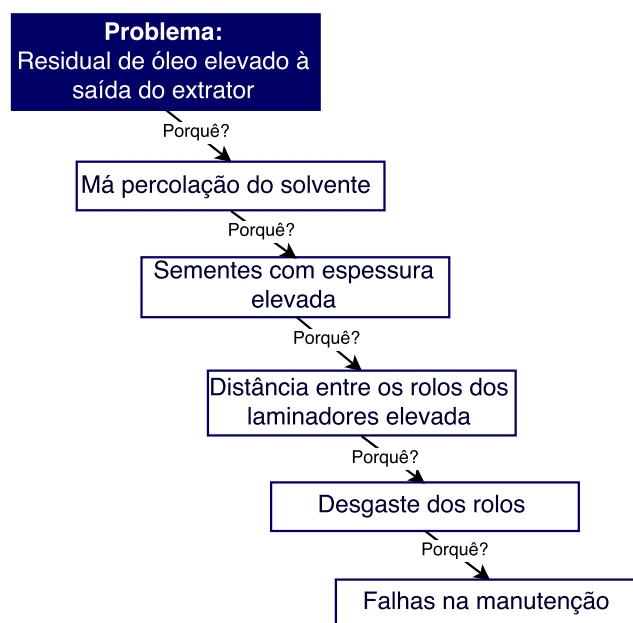 Problema:
Residual de óleo elevado à
saída do extrator
Porquê?
Má percolação do solvente
Porquê?
Sementes com espessura
elevada
Porquê?
Distância entre os rolos dos
laminadores elevada
Porquê?
Desgaste dos rolos
Porquê?
Falhas na manutenção